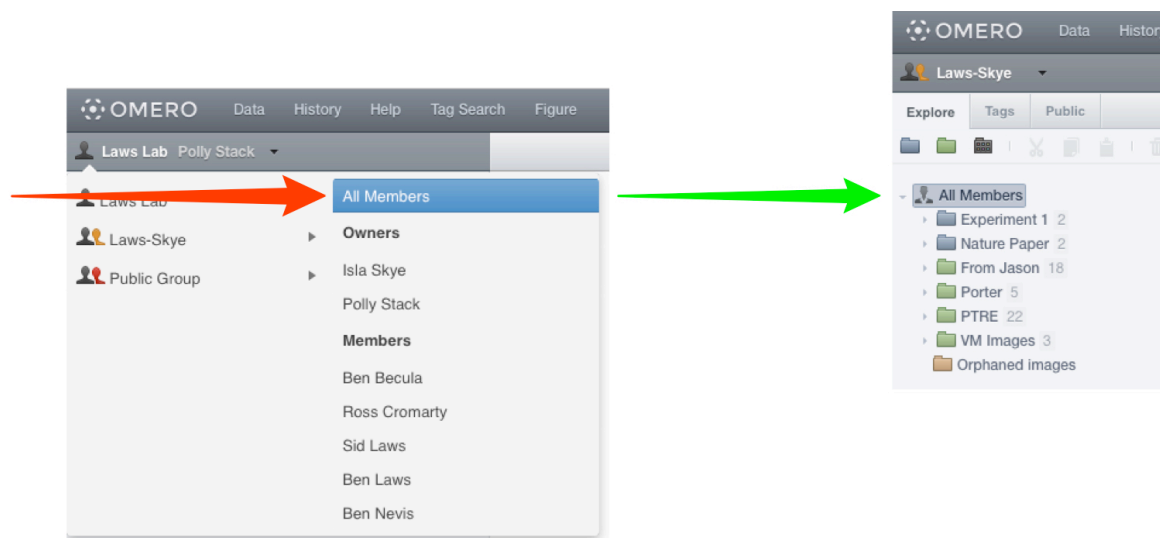 OMERO Data History Help Tag Search Figure
Laws Lab Polly Stack
Laws Lab
Laws-Skye
Public Group
All Members
Owners
Isla Skye
Polly Stack
Members
Ben Becula
Ross Cromarty
Sid Laws
Ben Laws
Ben Nevis
OMERO Data Histor
Laws-Skye
Explore Tags Public
All Members
Experiment 1 2
Nature Paper 2
From Jason 18
Porter 5
PTRE 22
VM Images 3
Orphaned images